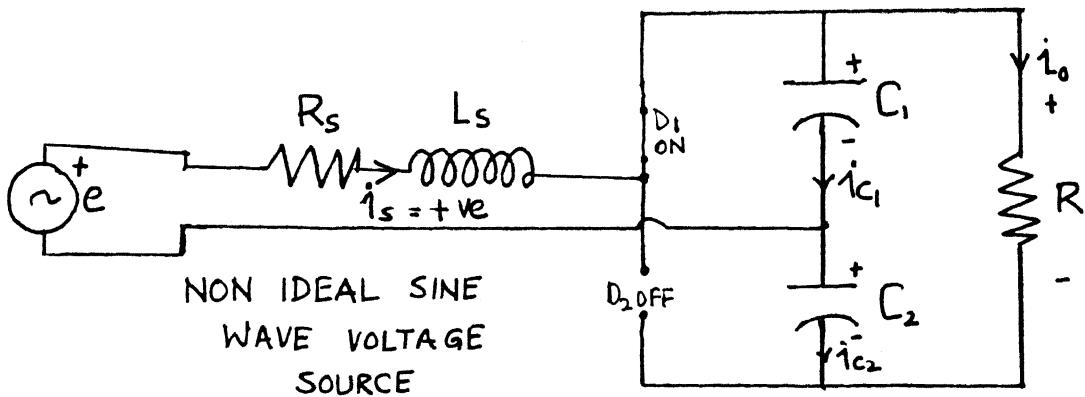 Rs
Ls
+
e
is = +ve
D1
ON
D2 OFF
+
C1
-
ic1
+
C2
-
ic2
io
+
R
-
NON IDEAL SINE
WAVE VOLTAGE
SOURCE